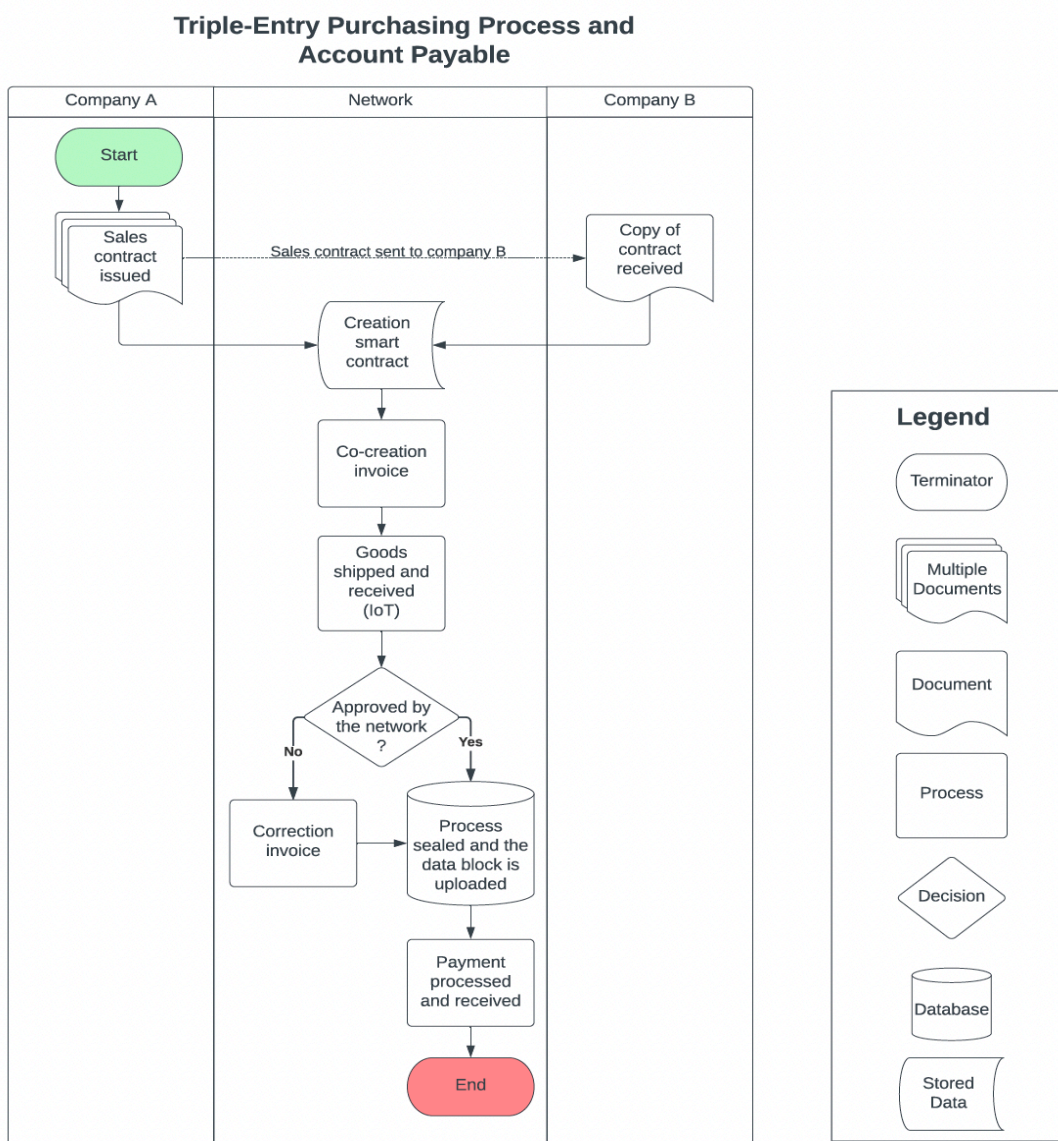 Triple-Entry Purchasing Process and
Account Payable
Company A
Network
Company B
Start
Sales
contract
issued
Sales contract sent to company B
Copy of
contract
received
Creation
smart
contract
Co-creation
invoice
Goods
shipped and
received
(IoT)
Approved by
the network
?
No
Yes
Correction
invoice
Process
sealed and the
data block is
uploaded
Payment
processed
and received
End
Legend
Terminator
Multiple
Documents
Document
Process
Decision
Database
Stored
Data